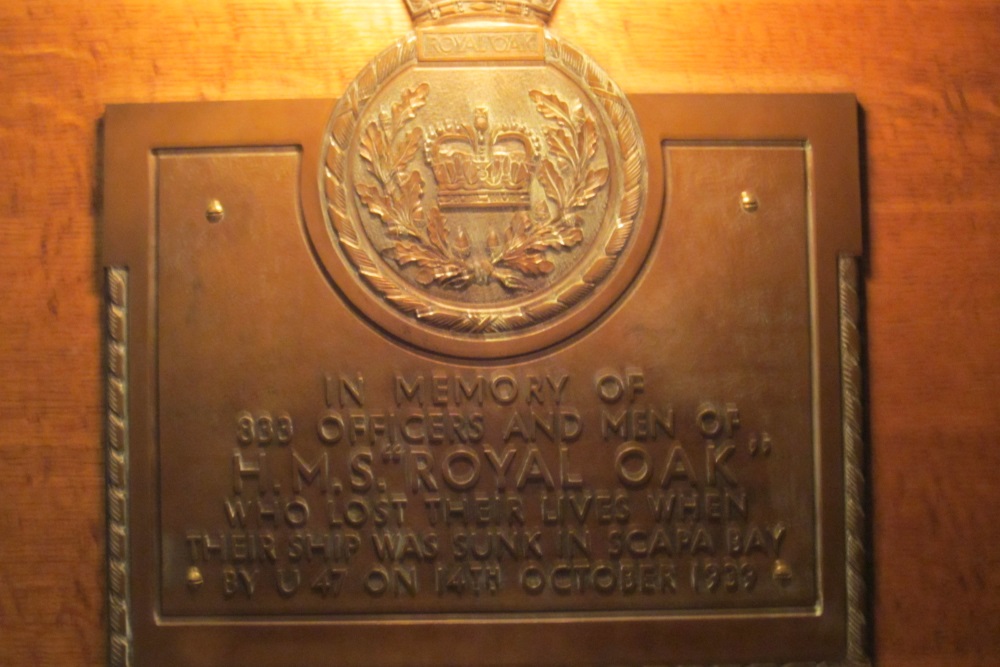 ROYAL OAK
IN MEMORY OF
833 OFFICERS AND MEN OF
H.M.S. "ROYAL OAK"
WHO LOST THEIR LIVES WHEN
THEIR SHIP WAS SUNK IN SCAPA BAY
BY U 47 ON 14TH OCTOBER 1939